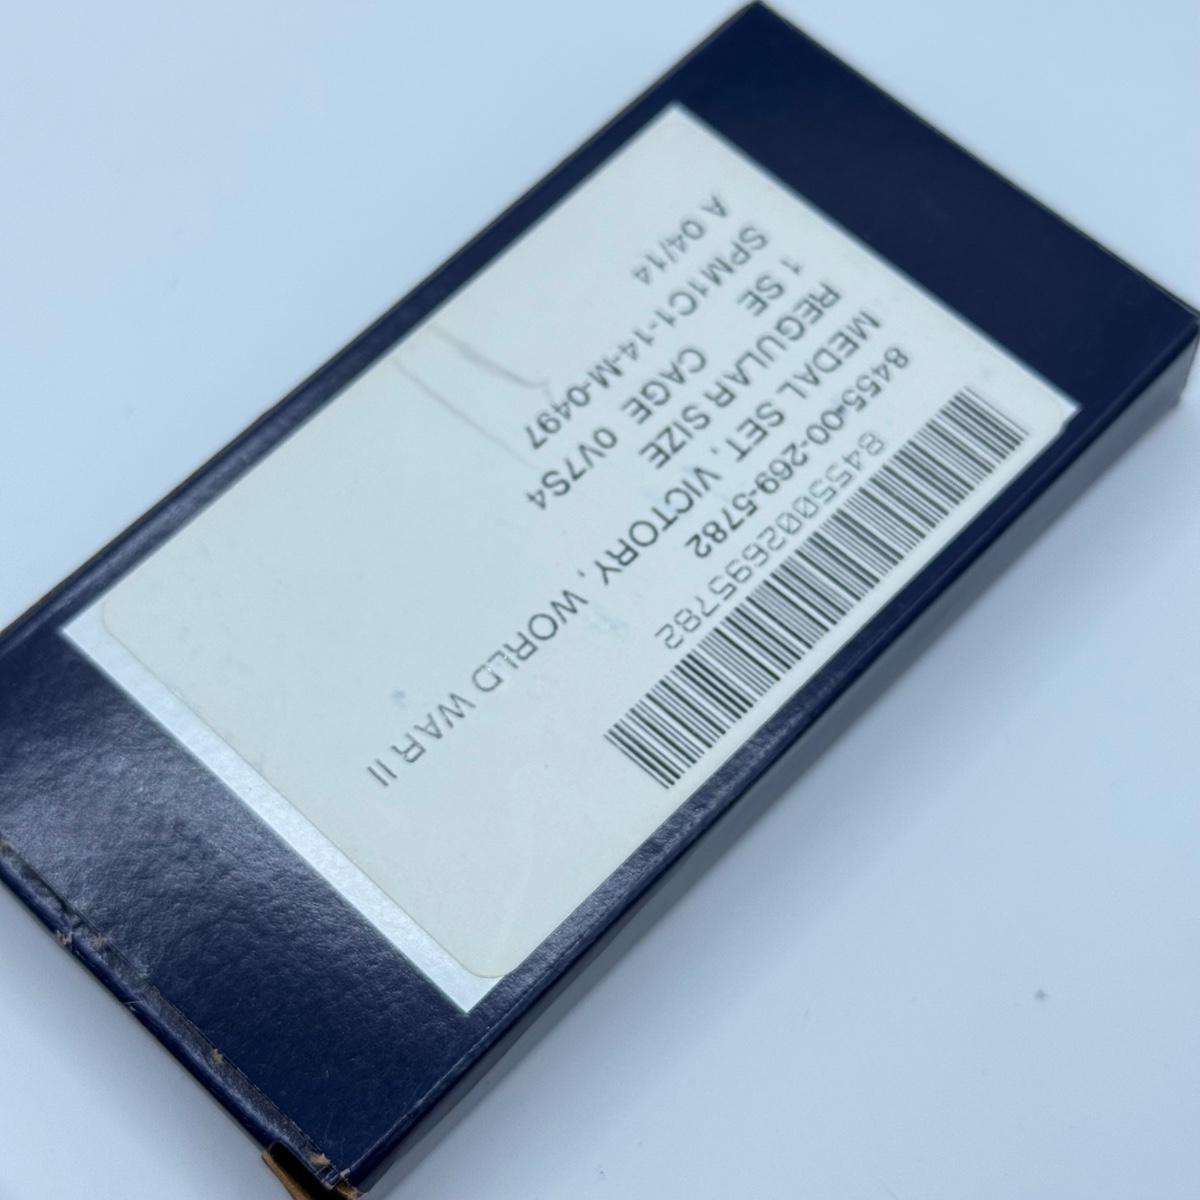 8455002695782
8455-00-269-5782
MEDAL SET, VICTORY, WORLD WAR II
REGULAR SIZE
1 SE CAGE 0V7S4
SPM1C1-14-M-0497
A 04/14